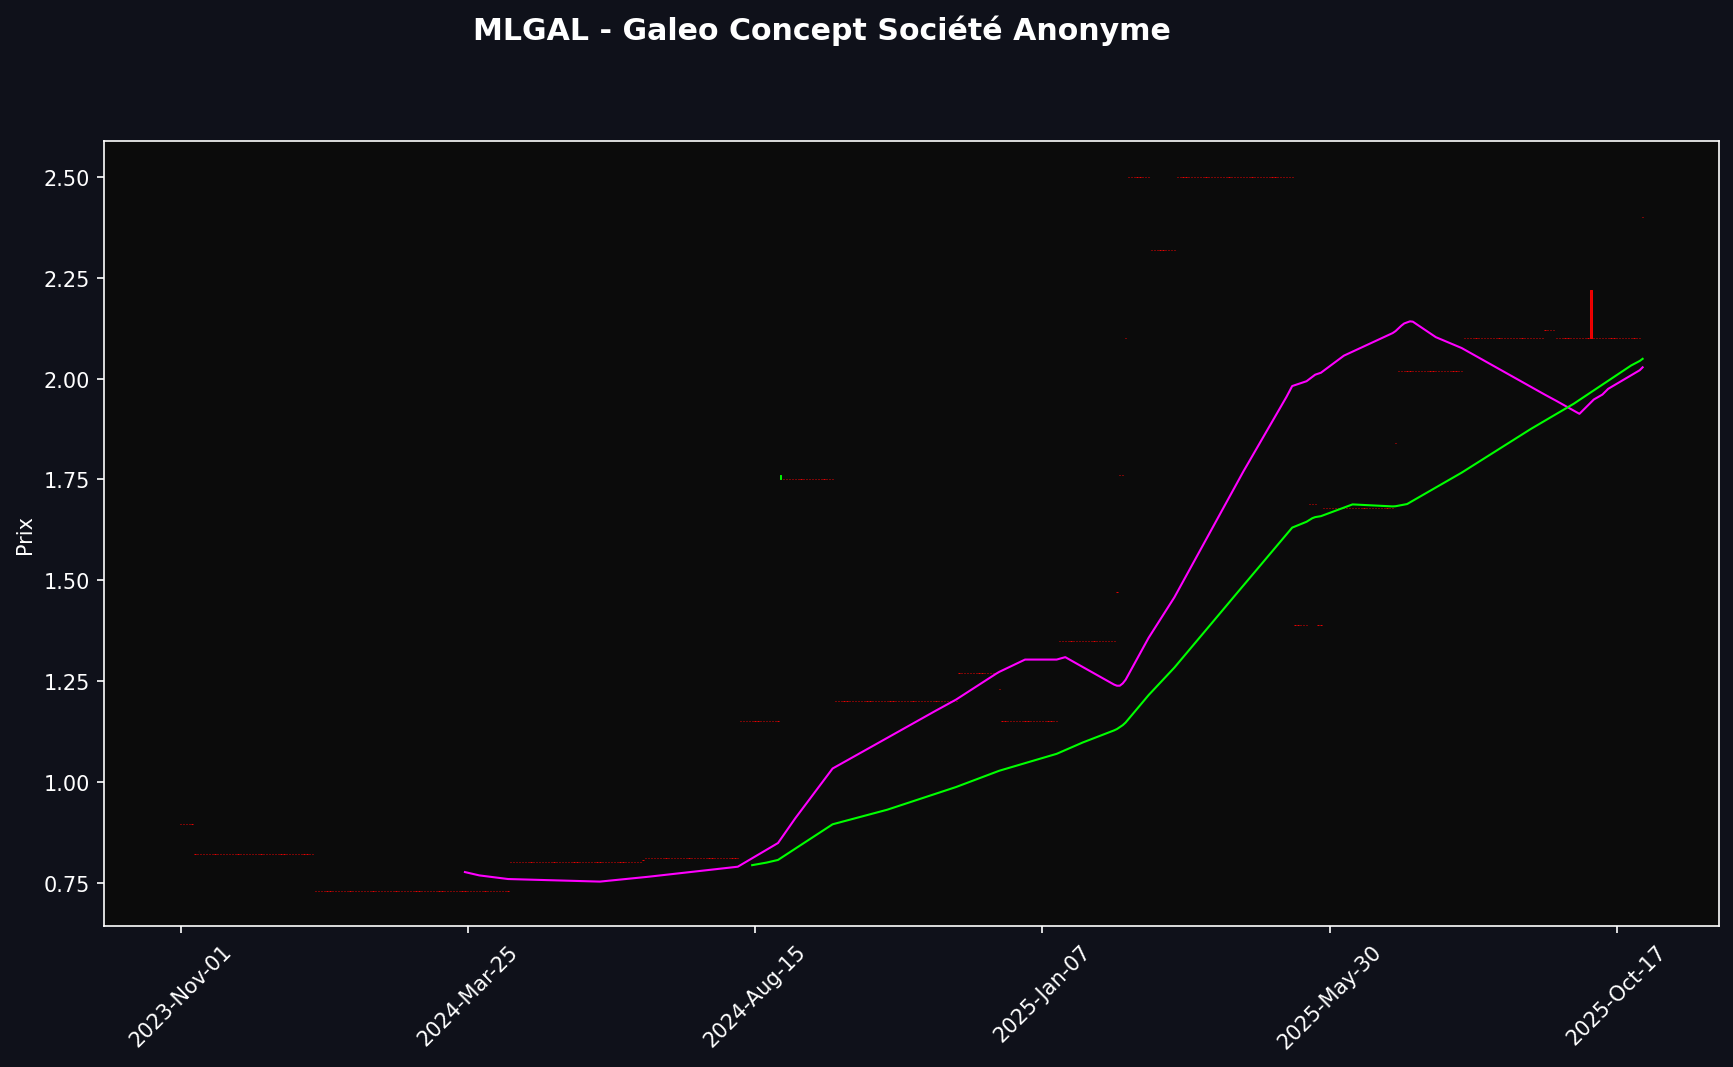 MLGAL - Galeo Concept Société Anonyme
Prix
2.50
2.25
2.00
1.75
1.50
1.25
1.00
0.75
2023-Nov-01
2024-Mar-25
2024-Aug-15
2025-Jan-07
2025-May-30
2025-Oct-17